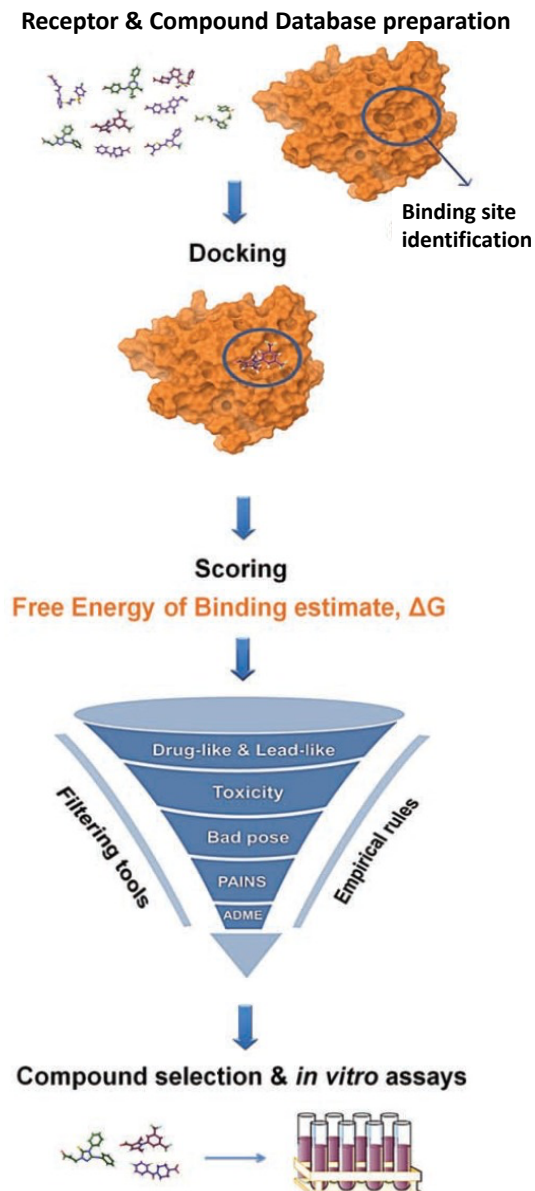 Receptor & Compound Database preparation
Binding site
identification
Docking
Scoring
Free Energy of Binding estimate, ΔG
Drug-like & Lead-like
Toxicity
Bad pose
PAINS
ADME
Filtering tools
Empirical rules
Compound selection & in vitro assays